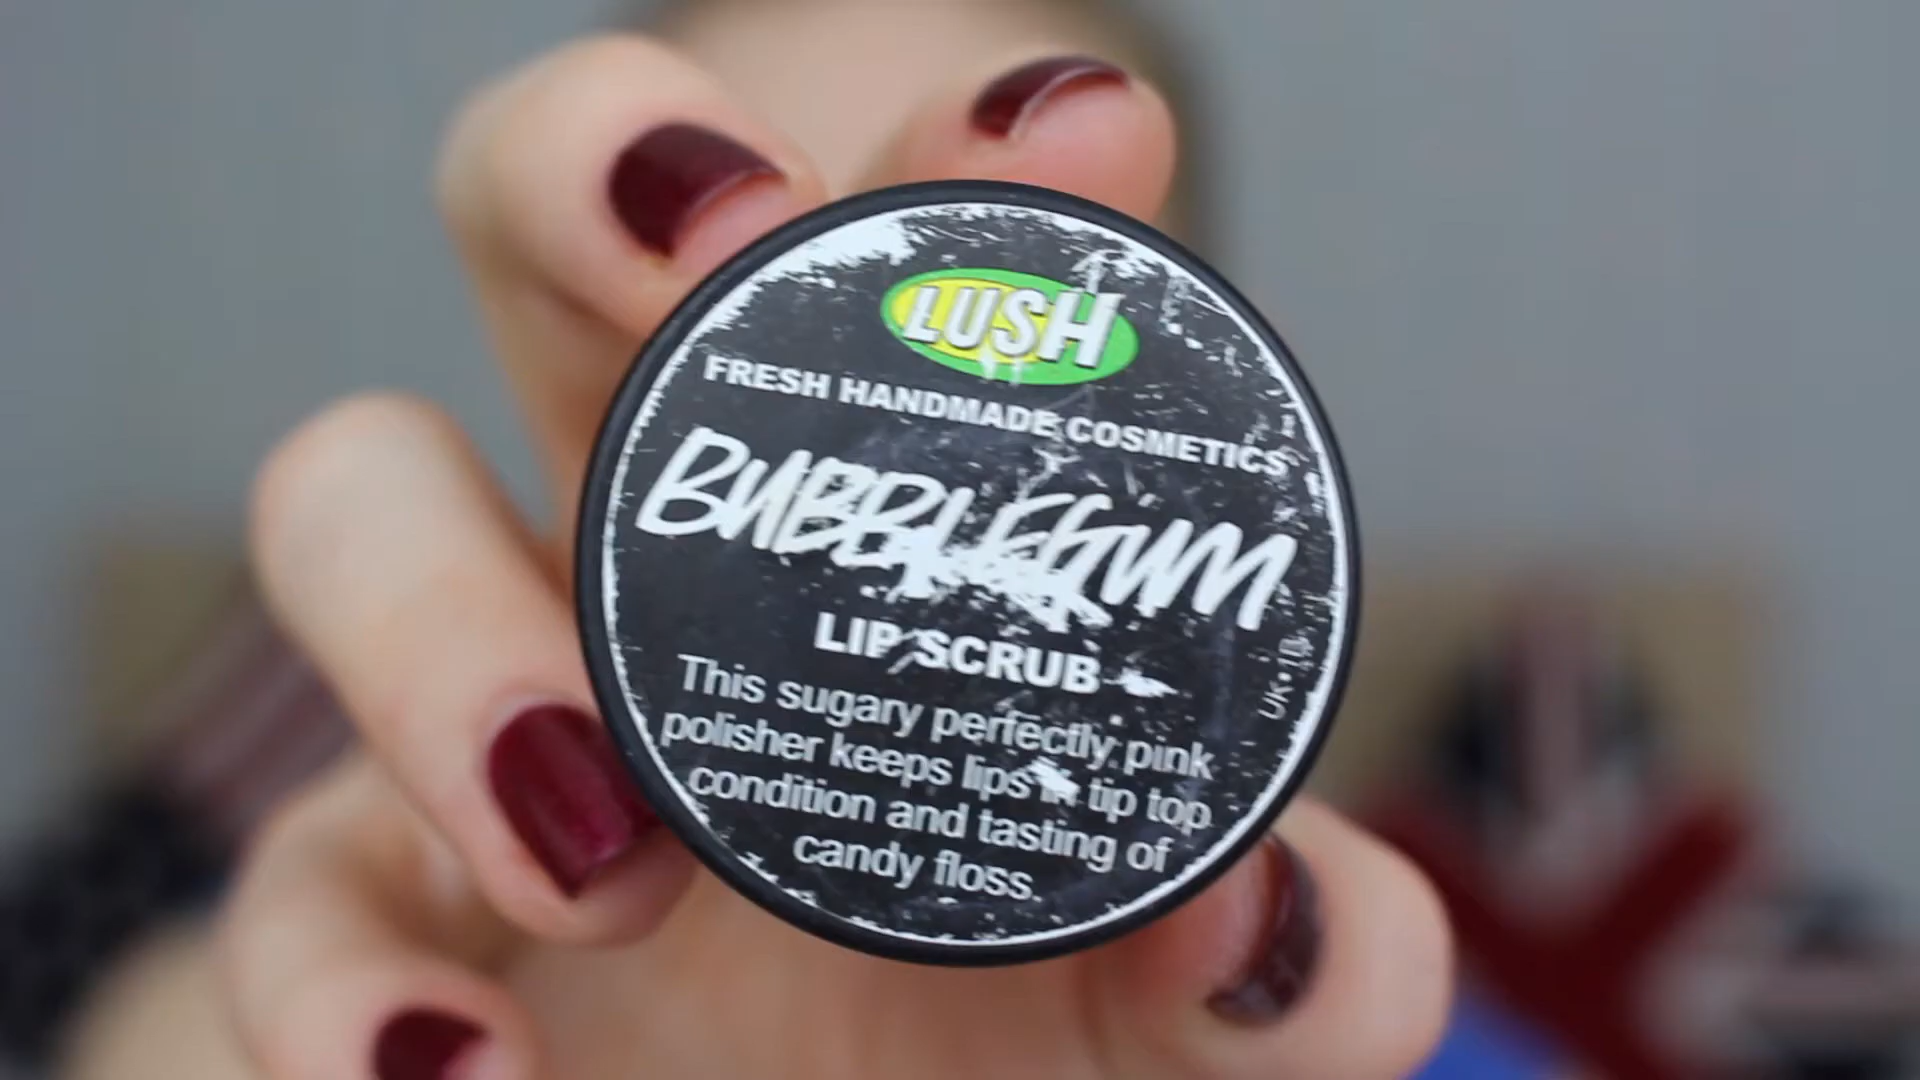 LUSH
FRESH HANDMADE COSMETICS
BUBBLEGUM
LIP SCRUB
This sugary perfectly pink
polisher keeps lips in tip top
condition and tasting of
candy floss.